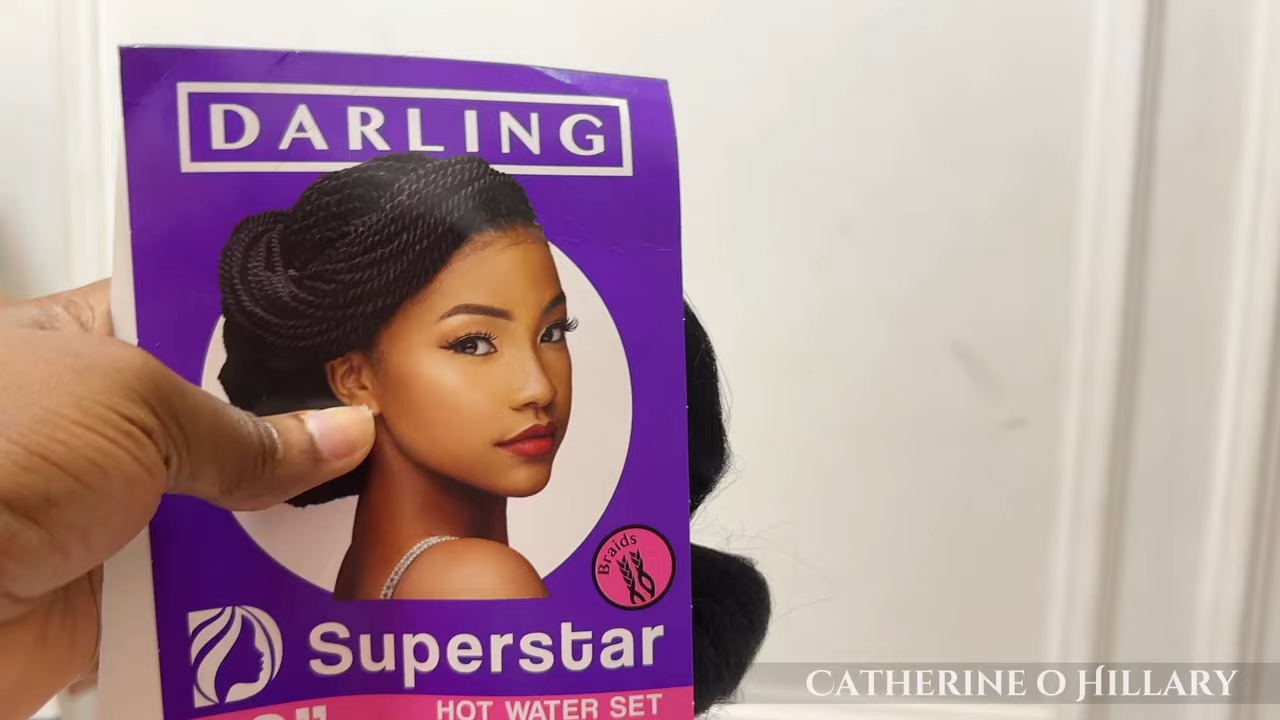 DARLING
Braids
Superstar
HOT WATER SET
CATHERINE O HILLARY